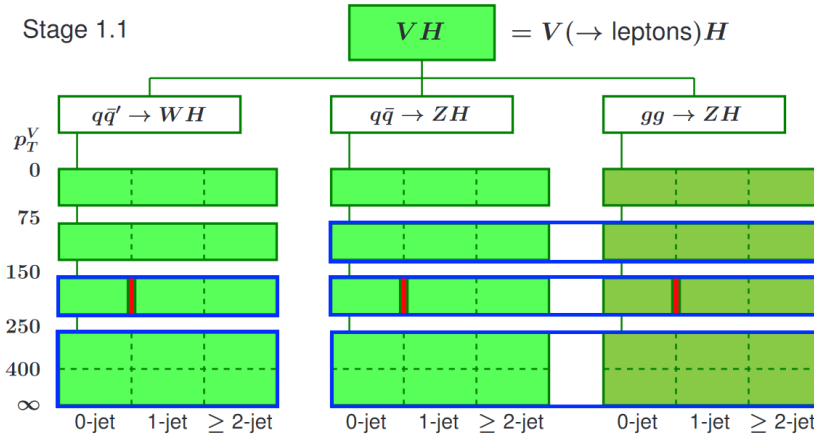 Stage 1.1
VH = V(→ leptons)H
qq̄′ → WH
qq̄ → ZH
gg → ZH
p_T^V
0
75
150
250
400
∞
0-jet 1-jet ≥ 2-jet 0-jet 1-jet ≥ 2-jet 0-jet 1-jet ≥ 2-jet